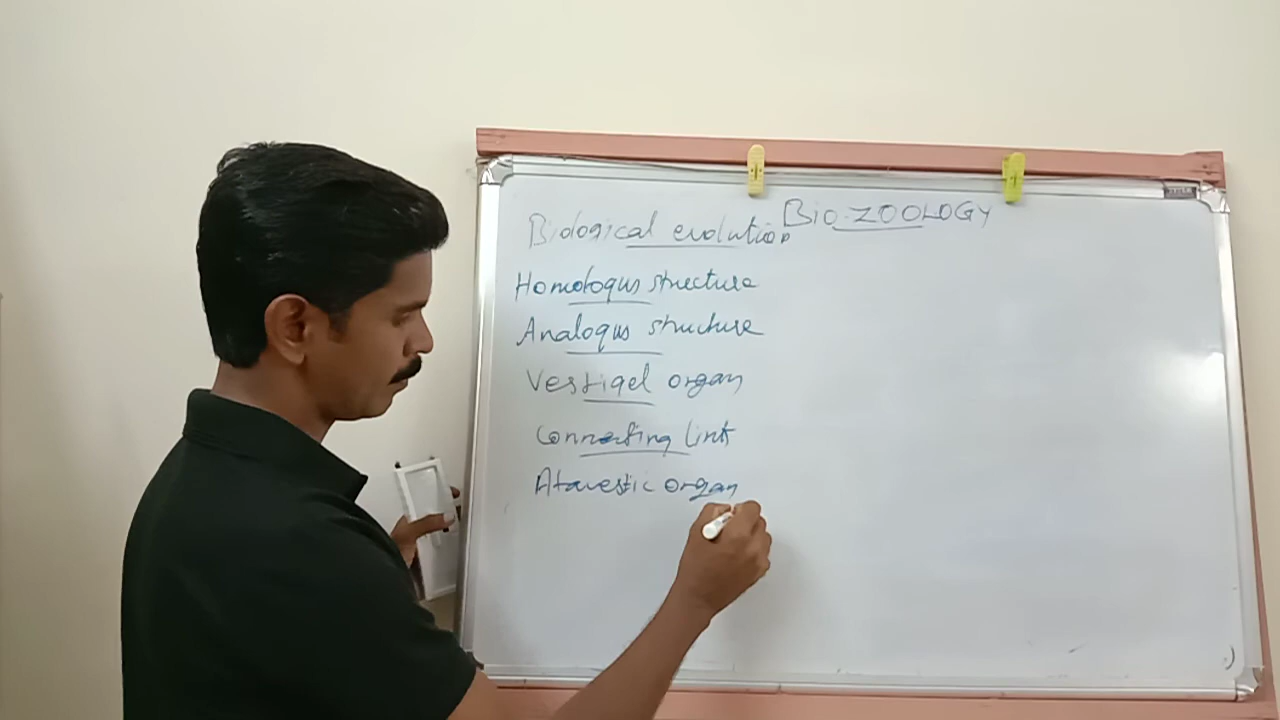 Bio-ZOOLOGY
Biological evolution
Homologus structure
Analogus structure
Vestigel organ
Connecting link
Atavestic organ